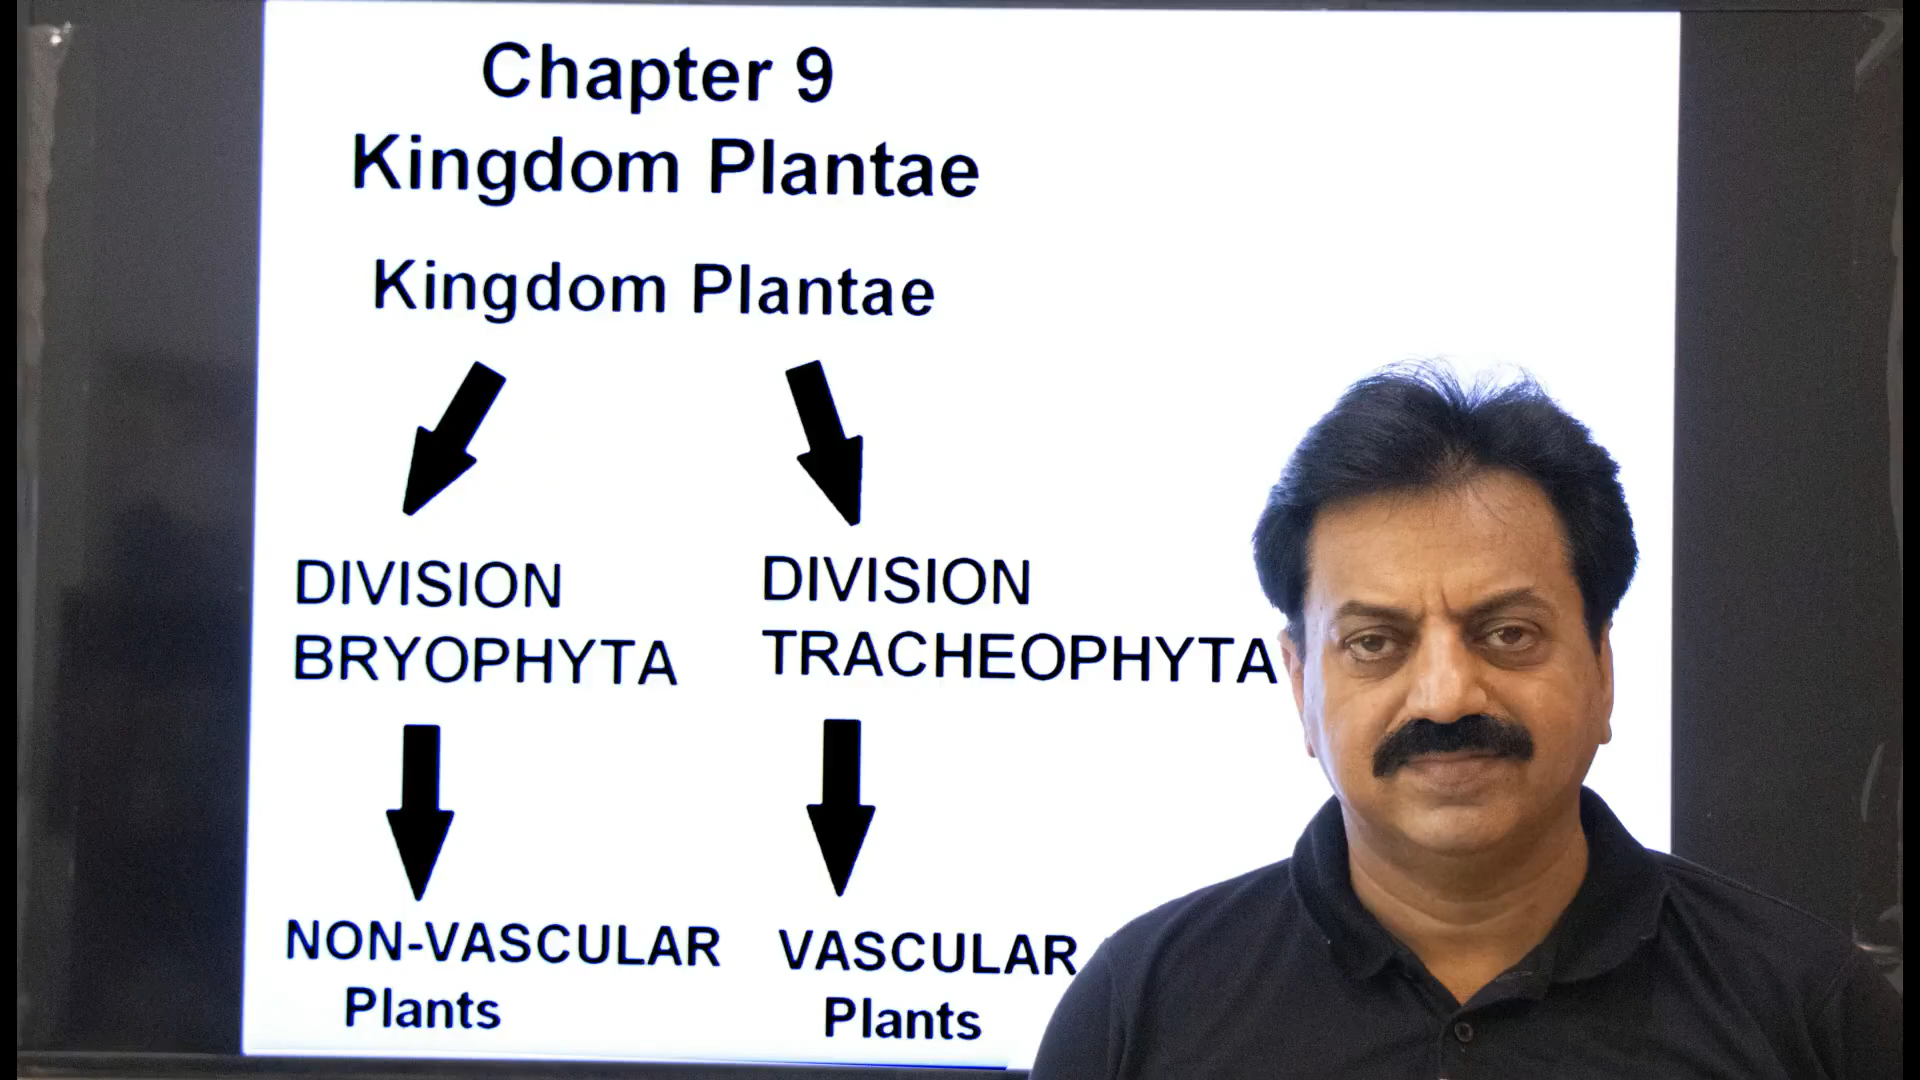 Chapter 9
Kingdom Plantae
Kingdom Plantae
DIVISION
BRYOPHYTA
DIVISION
TRACHEOPHYTA
NON-VASCULAR
Plants
VASCULAR
Plants